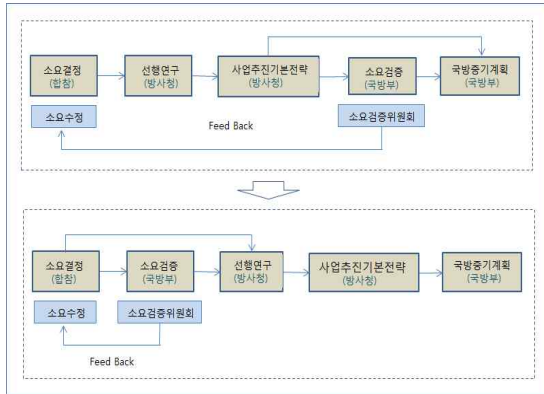 소요결정
(합참)
선행연구
(방사청)
사업추진기본전략
(방사청)
소요검증
(국방부)
국방중기계획
(국방부)
소요수정
Feed Back
소요검증위원회
소요결정
(합참)
소요검증
(국방부)
선행연구
(방사청)
사업추진기본전략
(방사청)
국방중기계획
(국방부)
소요수정
소요검증위원회
Feed Back